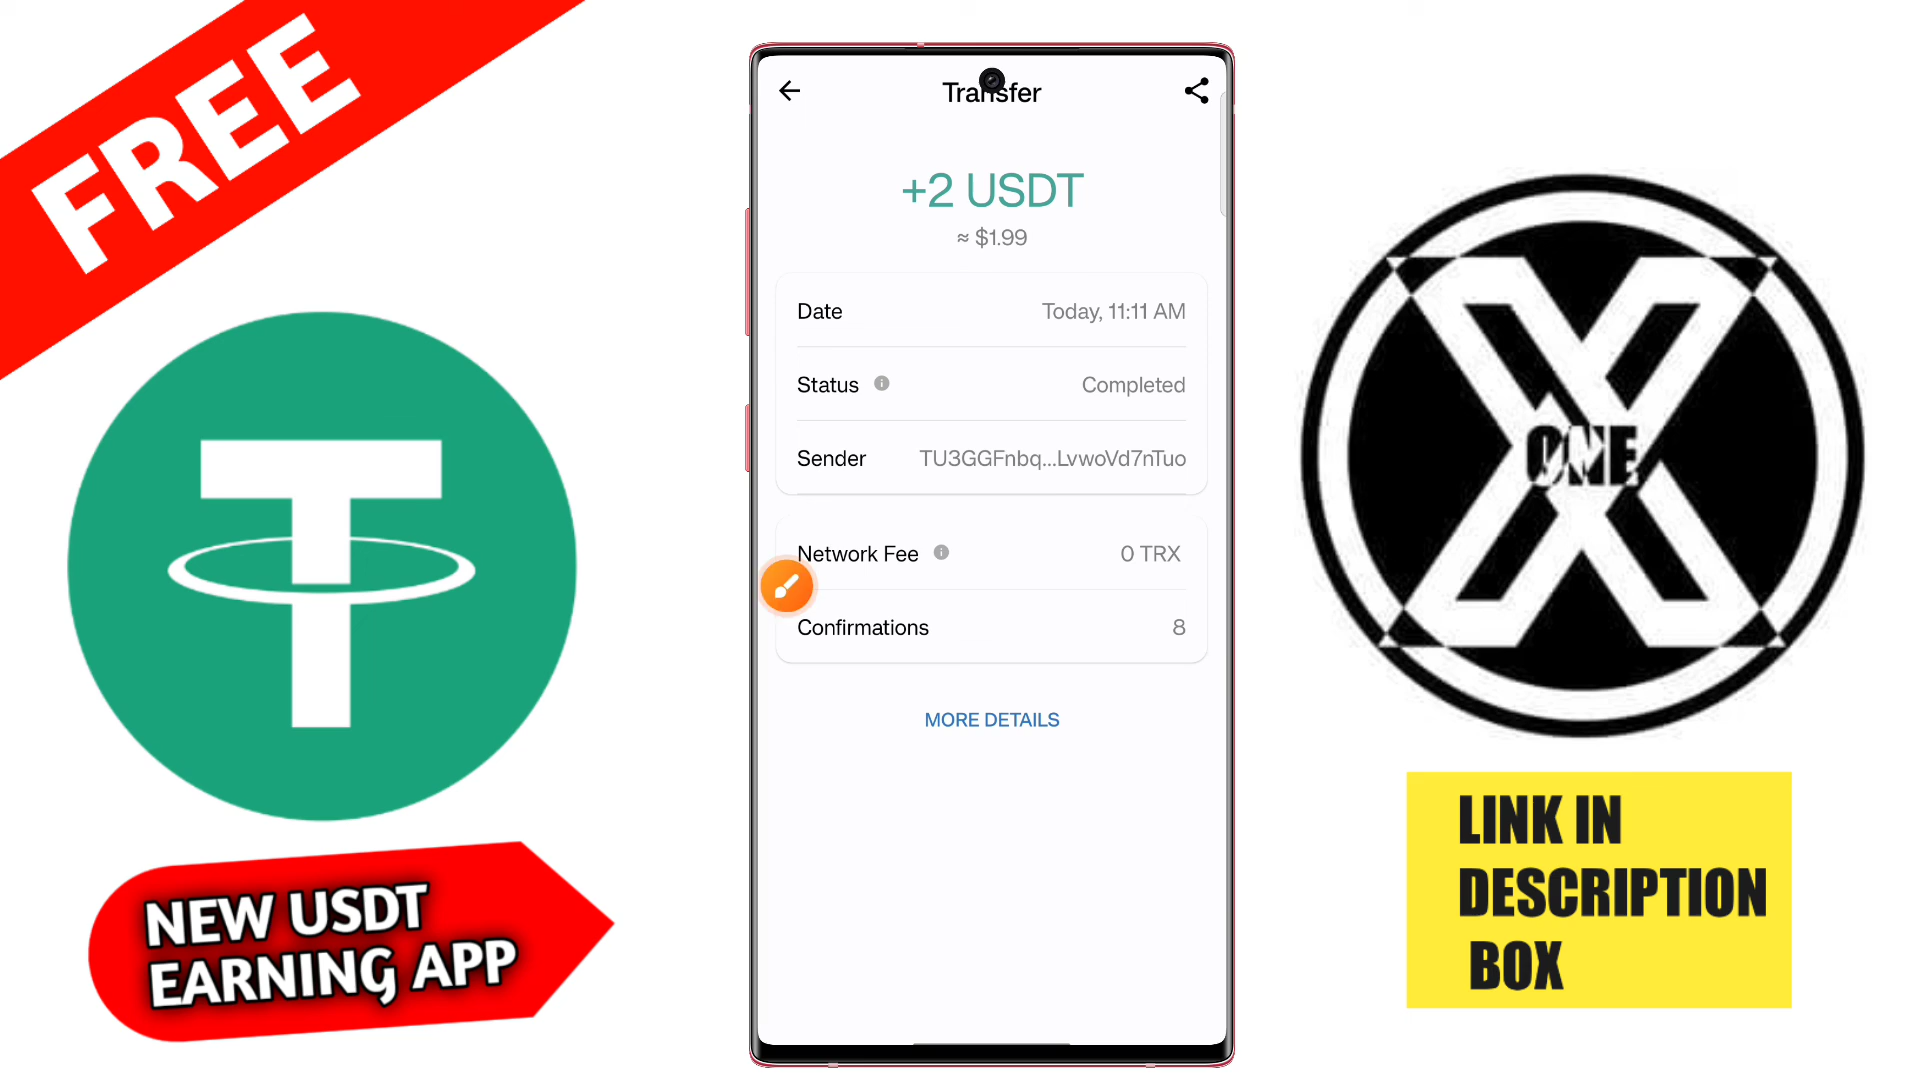 FREE
Transfer
+2 USDT
≈ $1.99
Date Today, 11:11 AM
Status Completed
Sender TU3GGFnbq...LvwoVd7nTuo
Network Fee 0 TRX
Confirmations 8
MORE DETAILS
NEW USDT
EARNING APP
ONE
LINK IN
DESCRIPTION
BOX